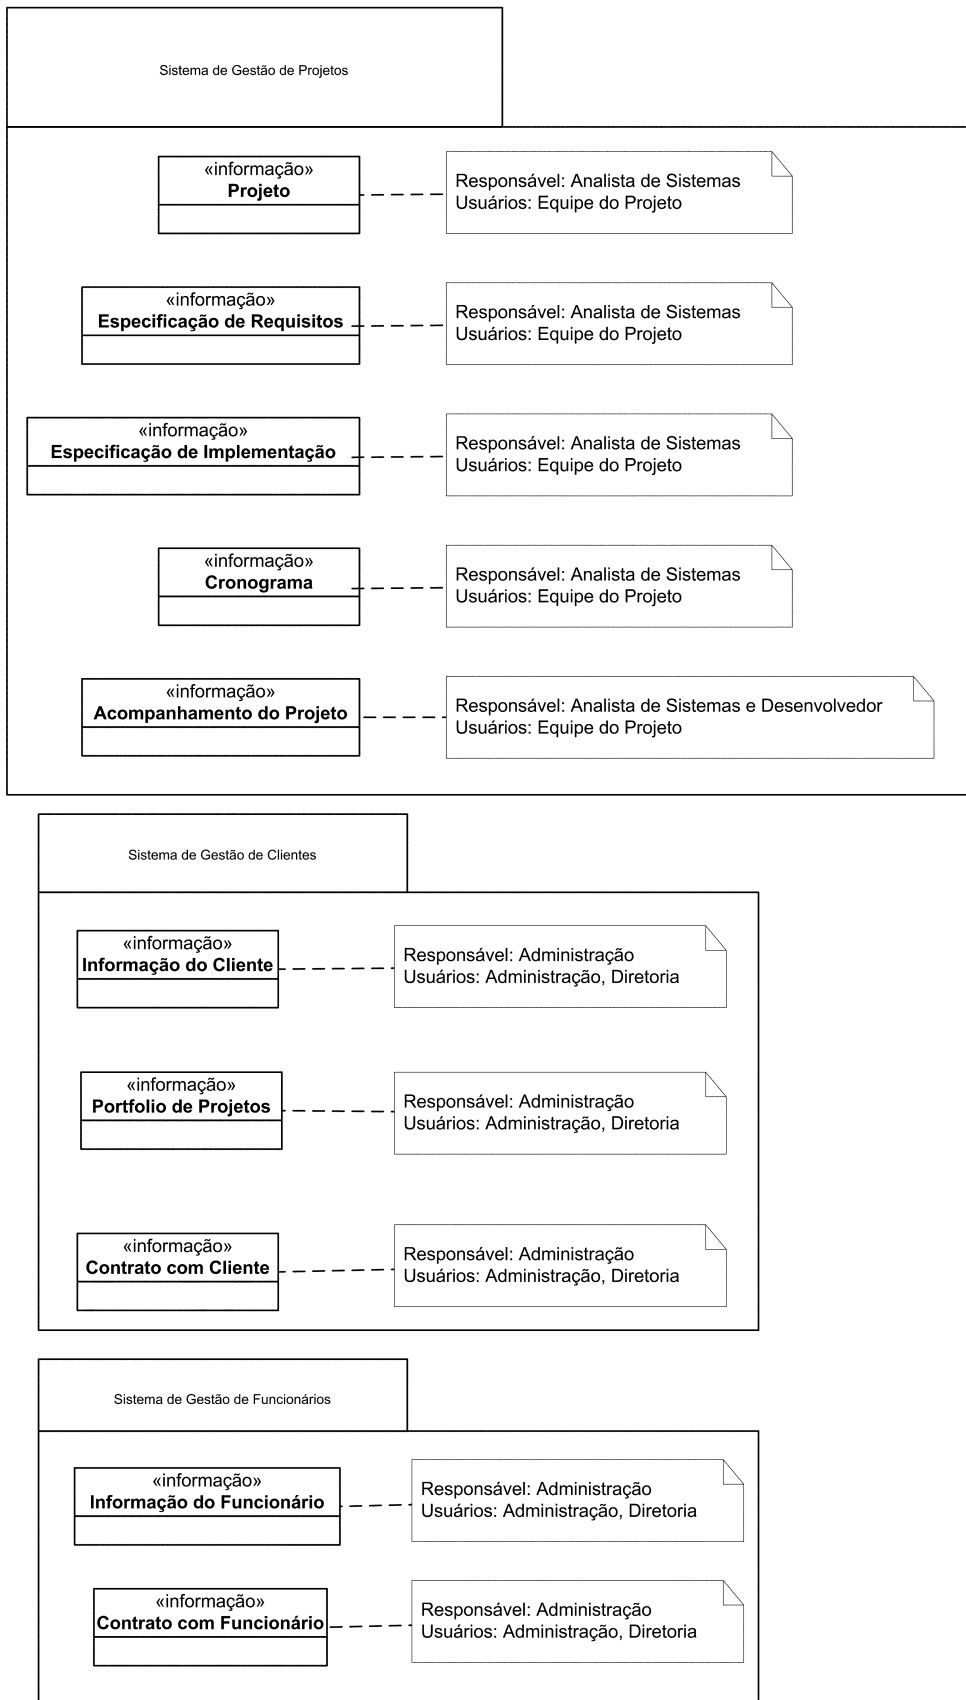 Sistema de Gestão de Projetos
«informação»
Projeto
Responsável: Analista de Sistemas
Usuários: Equipe do Projeto
«informação»
Especificação de Requisitos
Responsável: Analista de Sistemas
Usuários: Equipe do Projeto
«informação»
Especificação de Implementação
Responsável: Analista de Sistemas
Usuários: Equipe do Projeto
«informação»
Cronograma
Responsável: Analista de Sistemas
Usuários: Equipe do Projeto
«informação»
Acompanhamento do Projeto
Responsável: Analista de Sistemas e Desenvolvedor
Usuários: Equipe do Projeto
Sistema de Gestão de Clientes
«informação»
Informação do Cliente
Responsável: Administração
Usuários: Administração, Diretoria
«informação»
Portfolio de Projetos
Responsável: Administração
Usuários: Administração, Diretoria
«informação»
Contrato com Cliente
Responsável: Administração
Usuários: Administração, Diretoria
Sistema de Gestão de Funcionários
«informação»
Informação do Funcionário
Responsável: Administração
Usuários: Administração, Diretoria
«informação»
Contrato com Funcionário
Responsável: Administração
Usuários: Administração, Diretoria